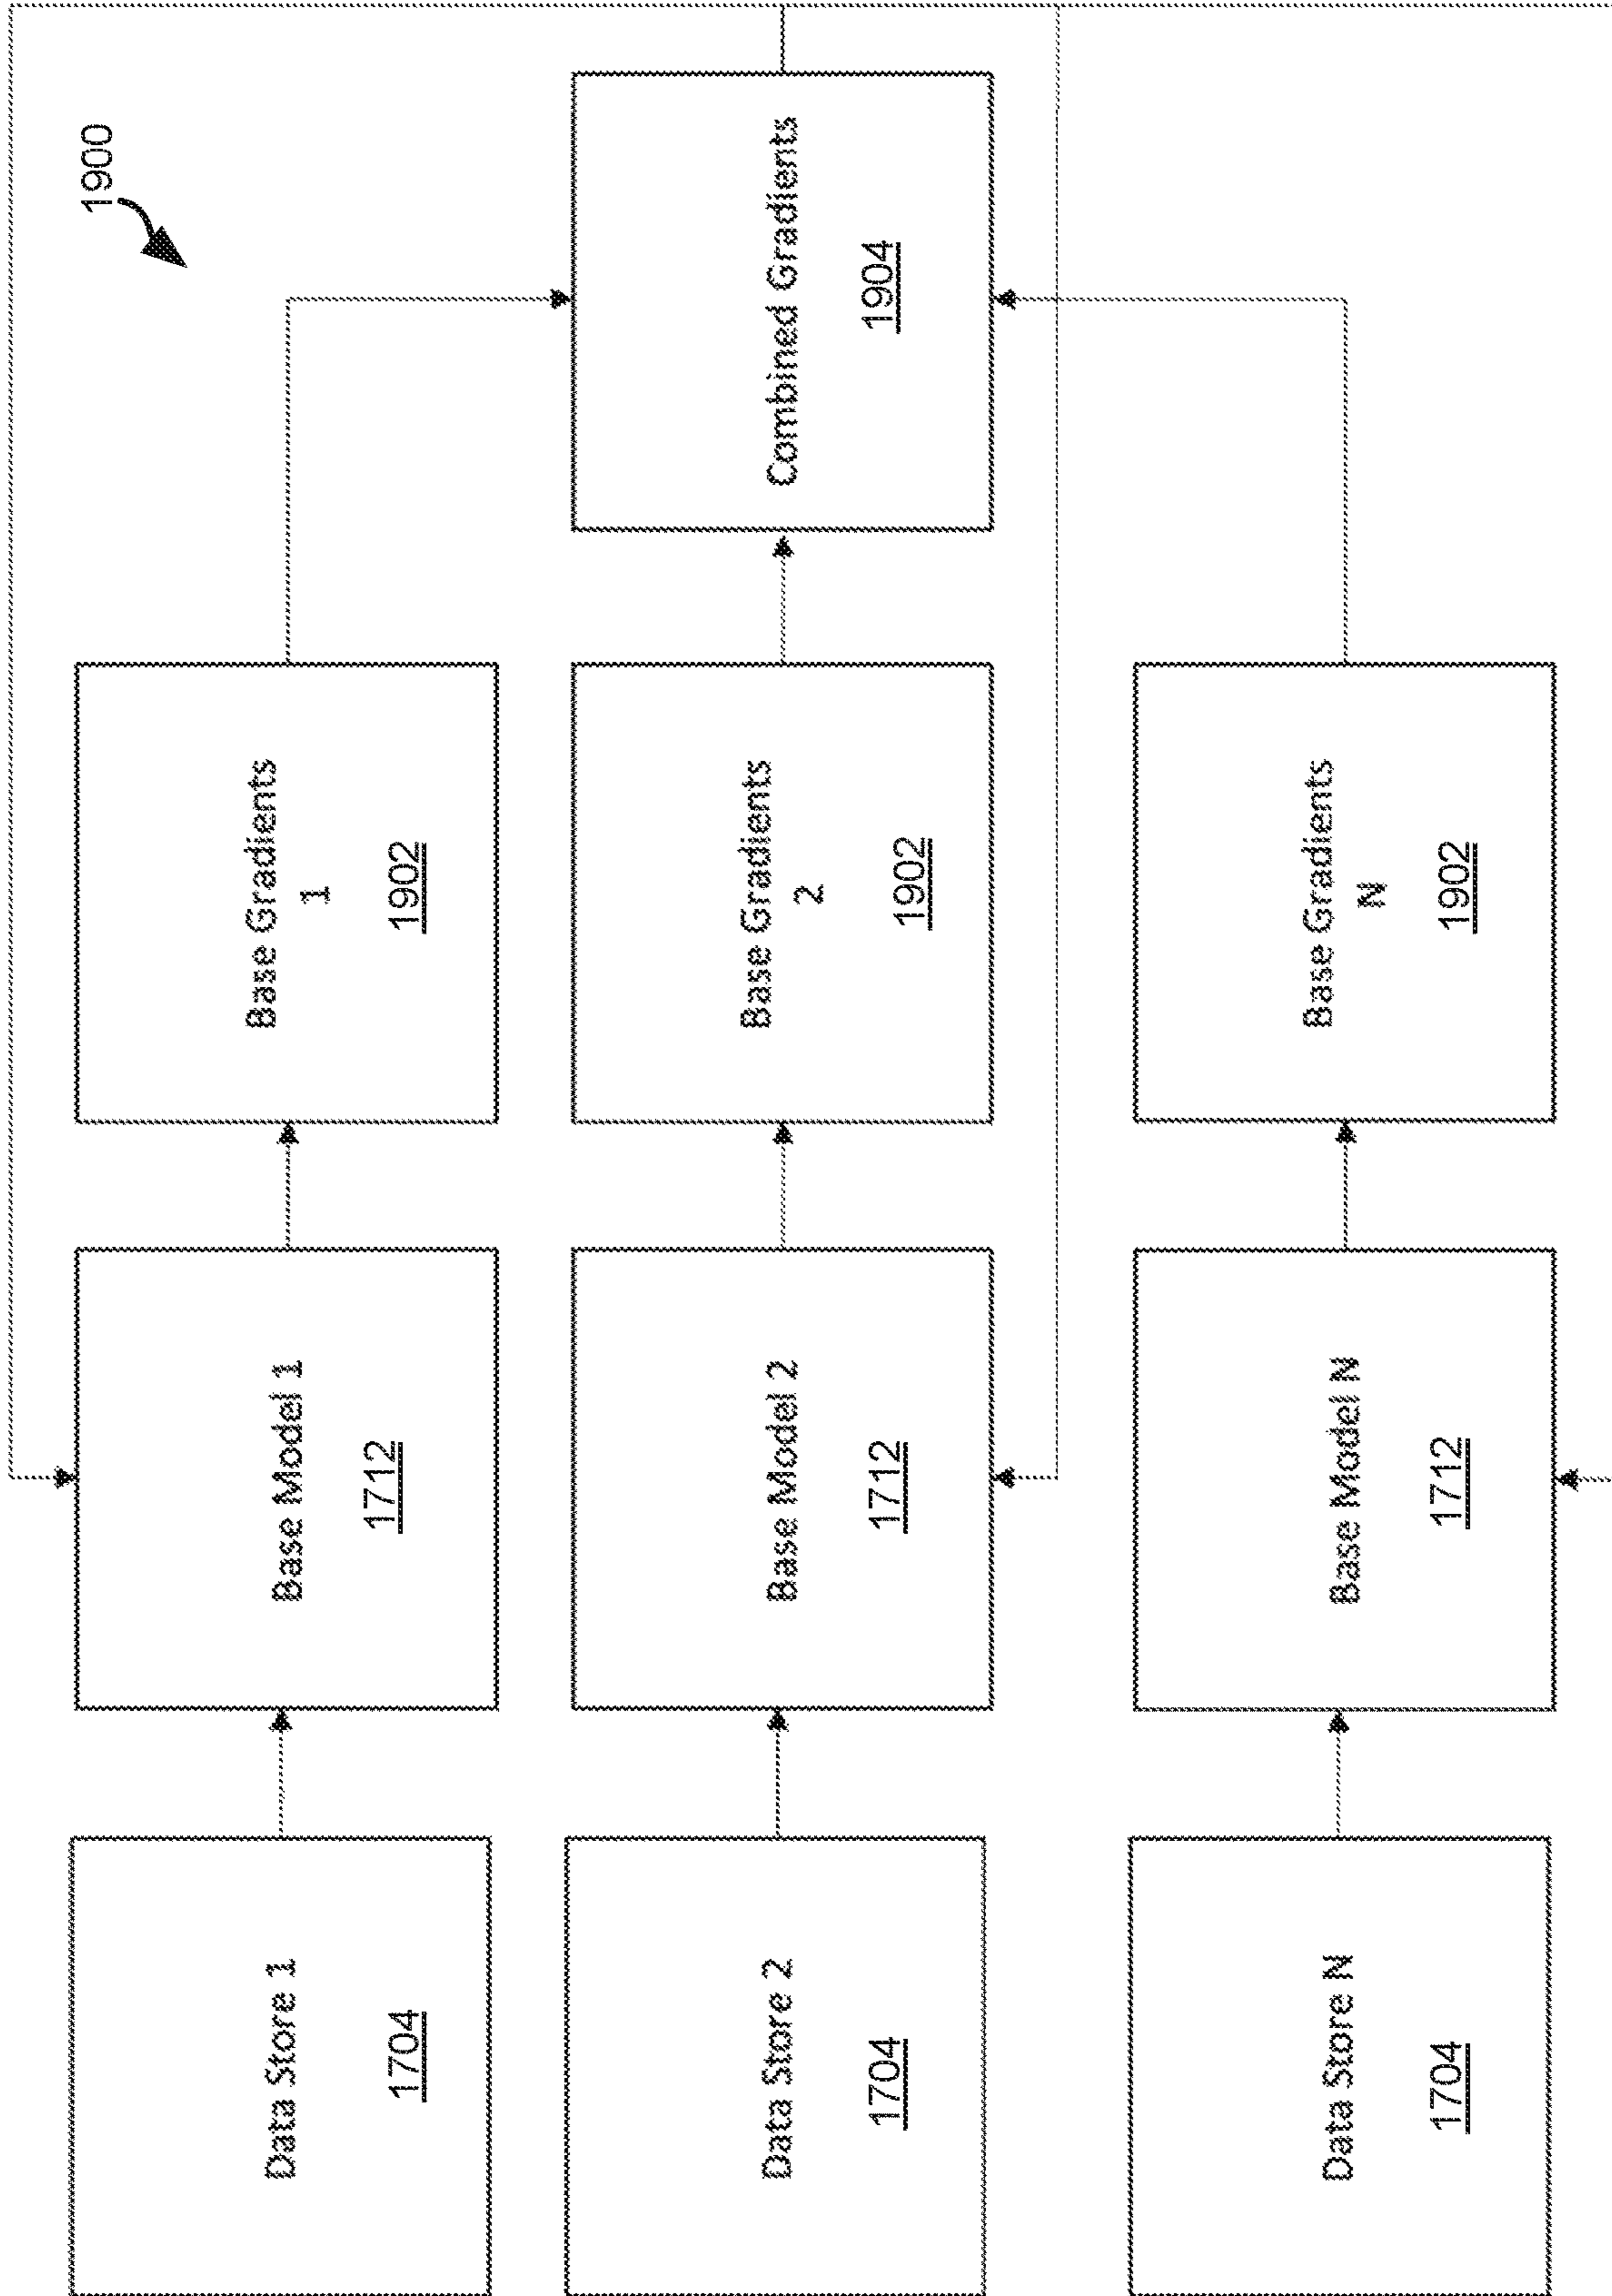 1900
Data Store 1
1704
Base Model 1
1712
Base Gradients
1
1902
Data Store 2
1704
Base Model 2
1712
Base Gradients
2
1902
Combined Gradients
1904
Data Store N
1704
Base Model N
1712
Base Gradients
N
1902